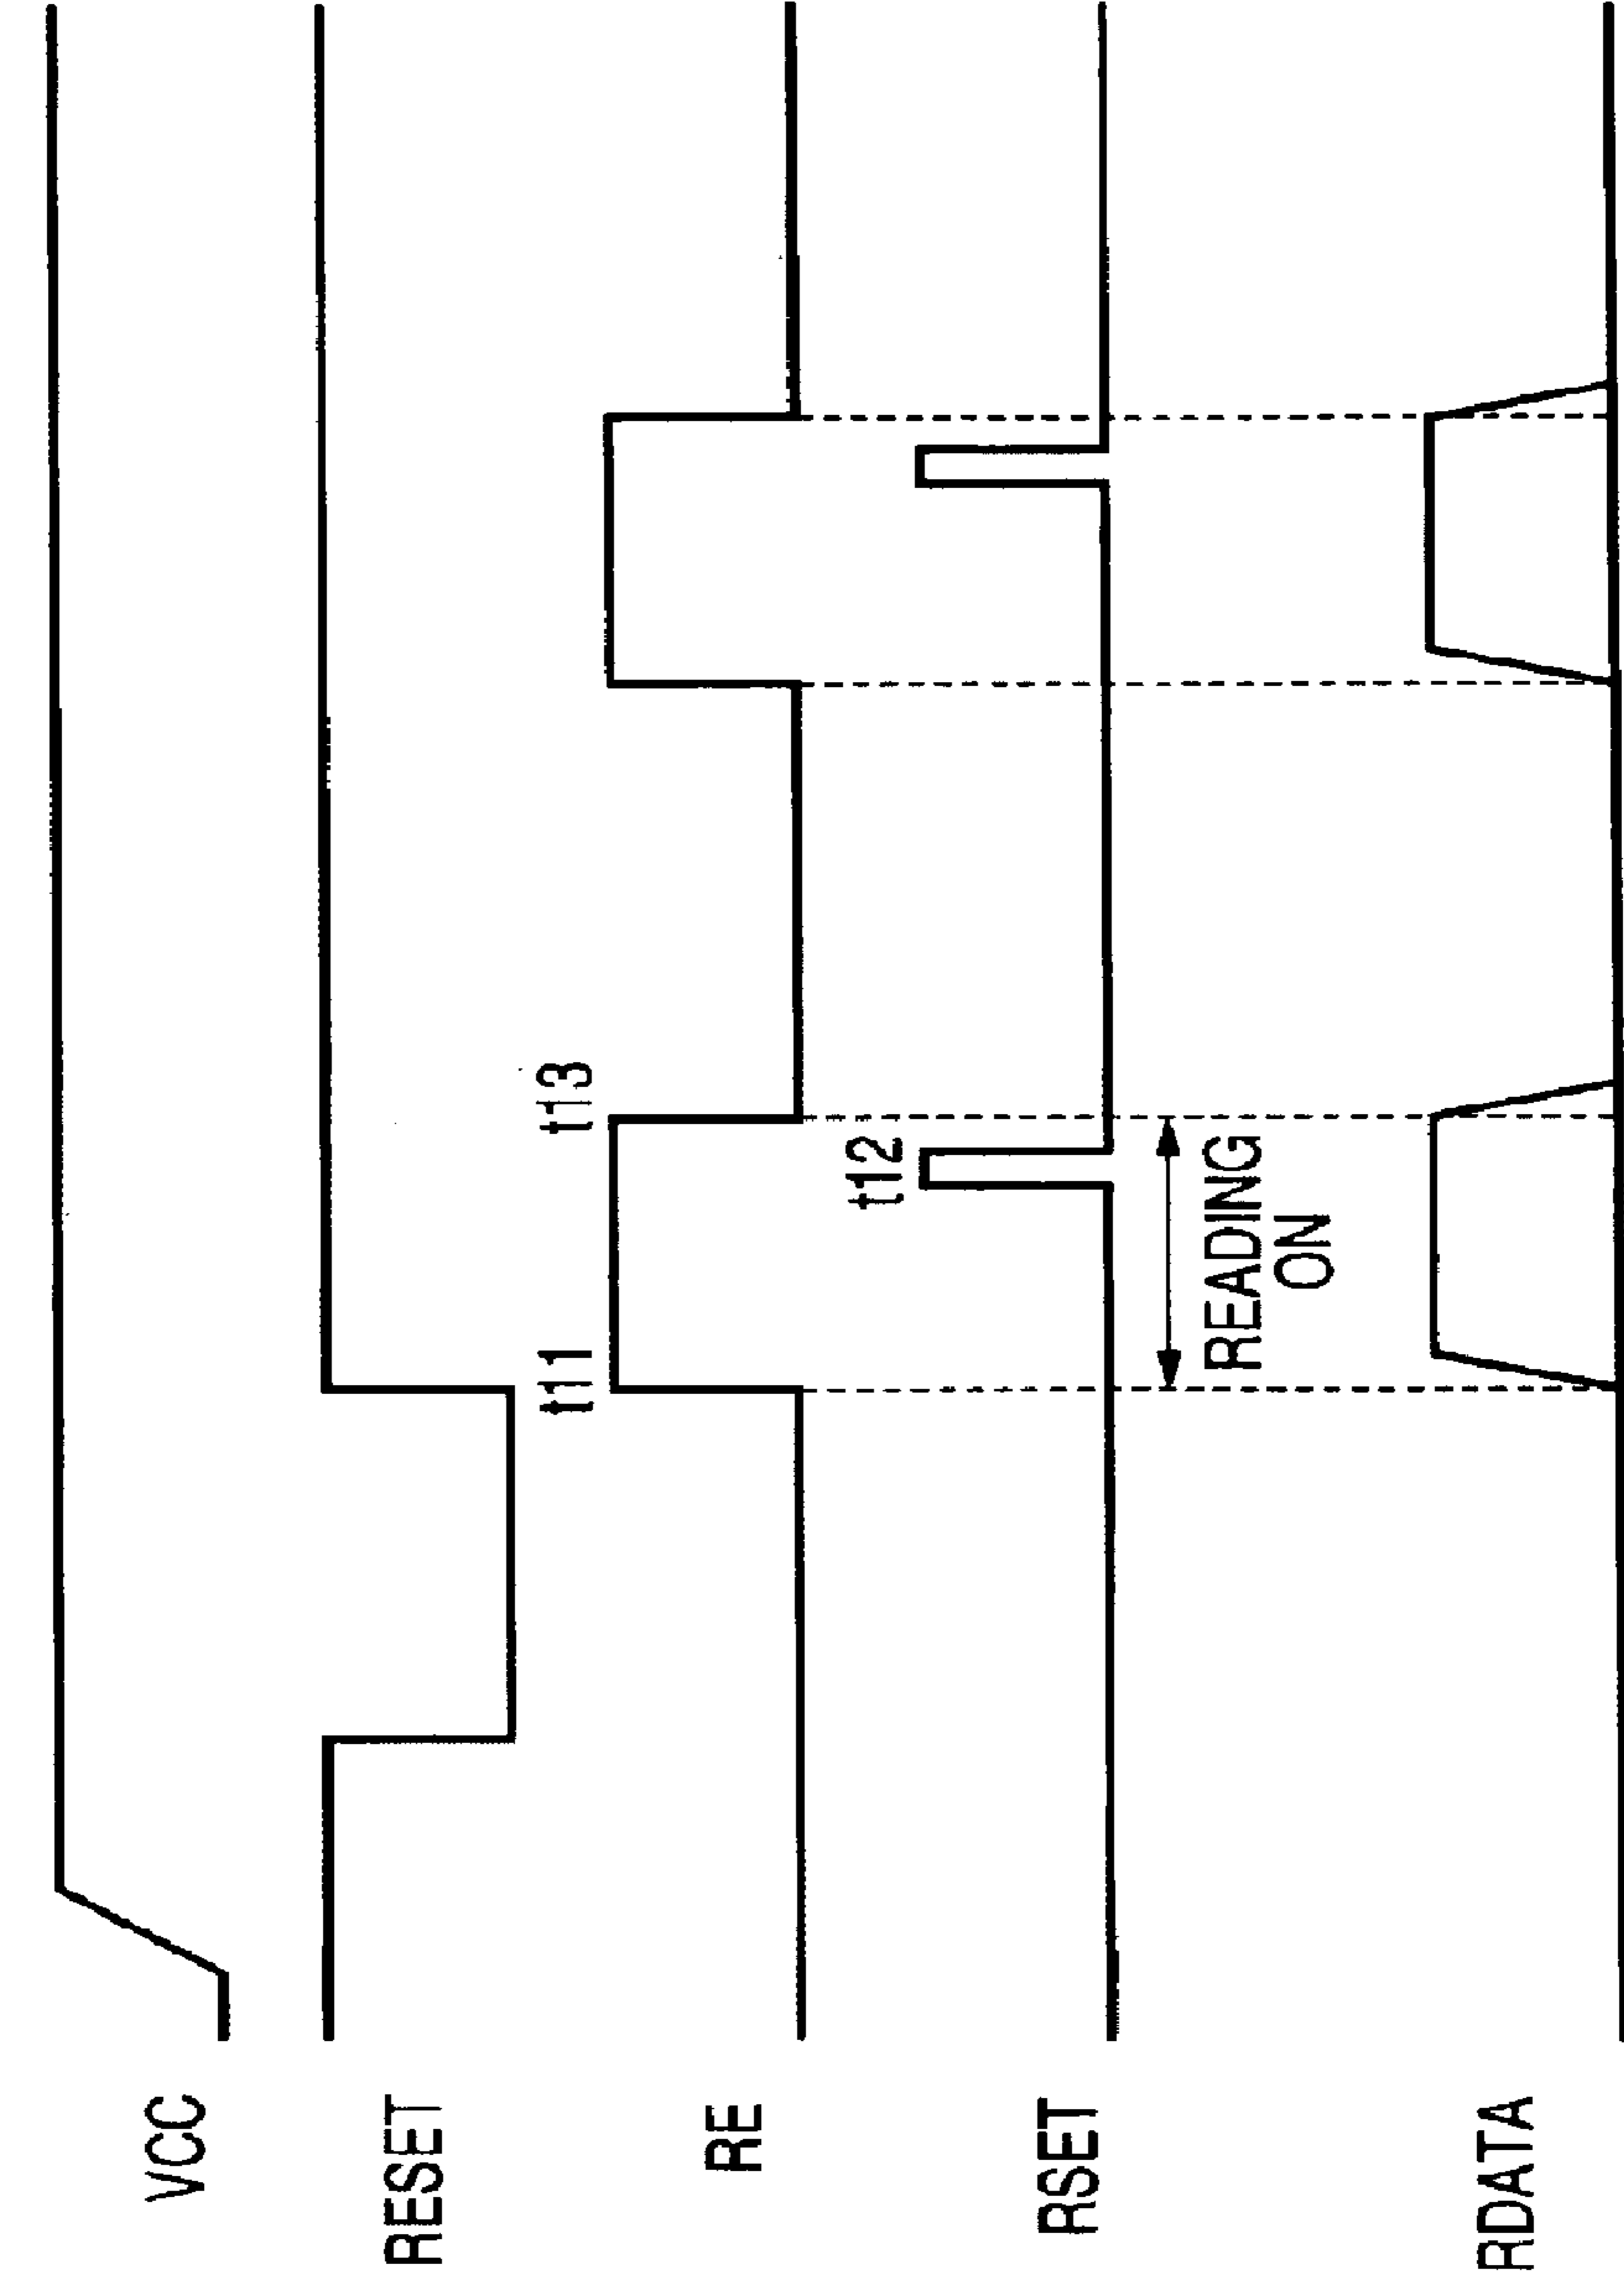 VCC
RESET
t11
t13
RE
t12
RSET
READING
ON
RDATA